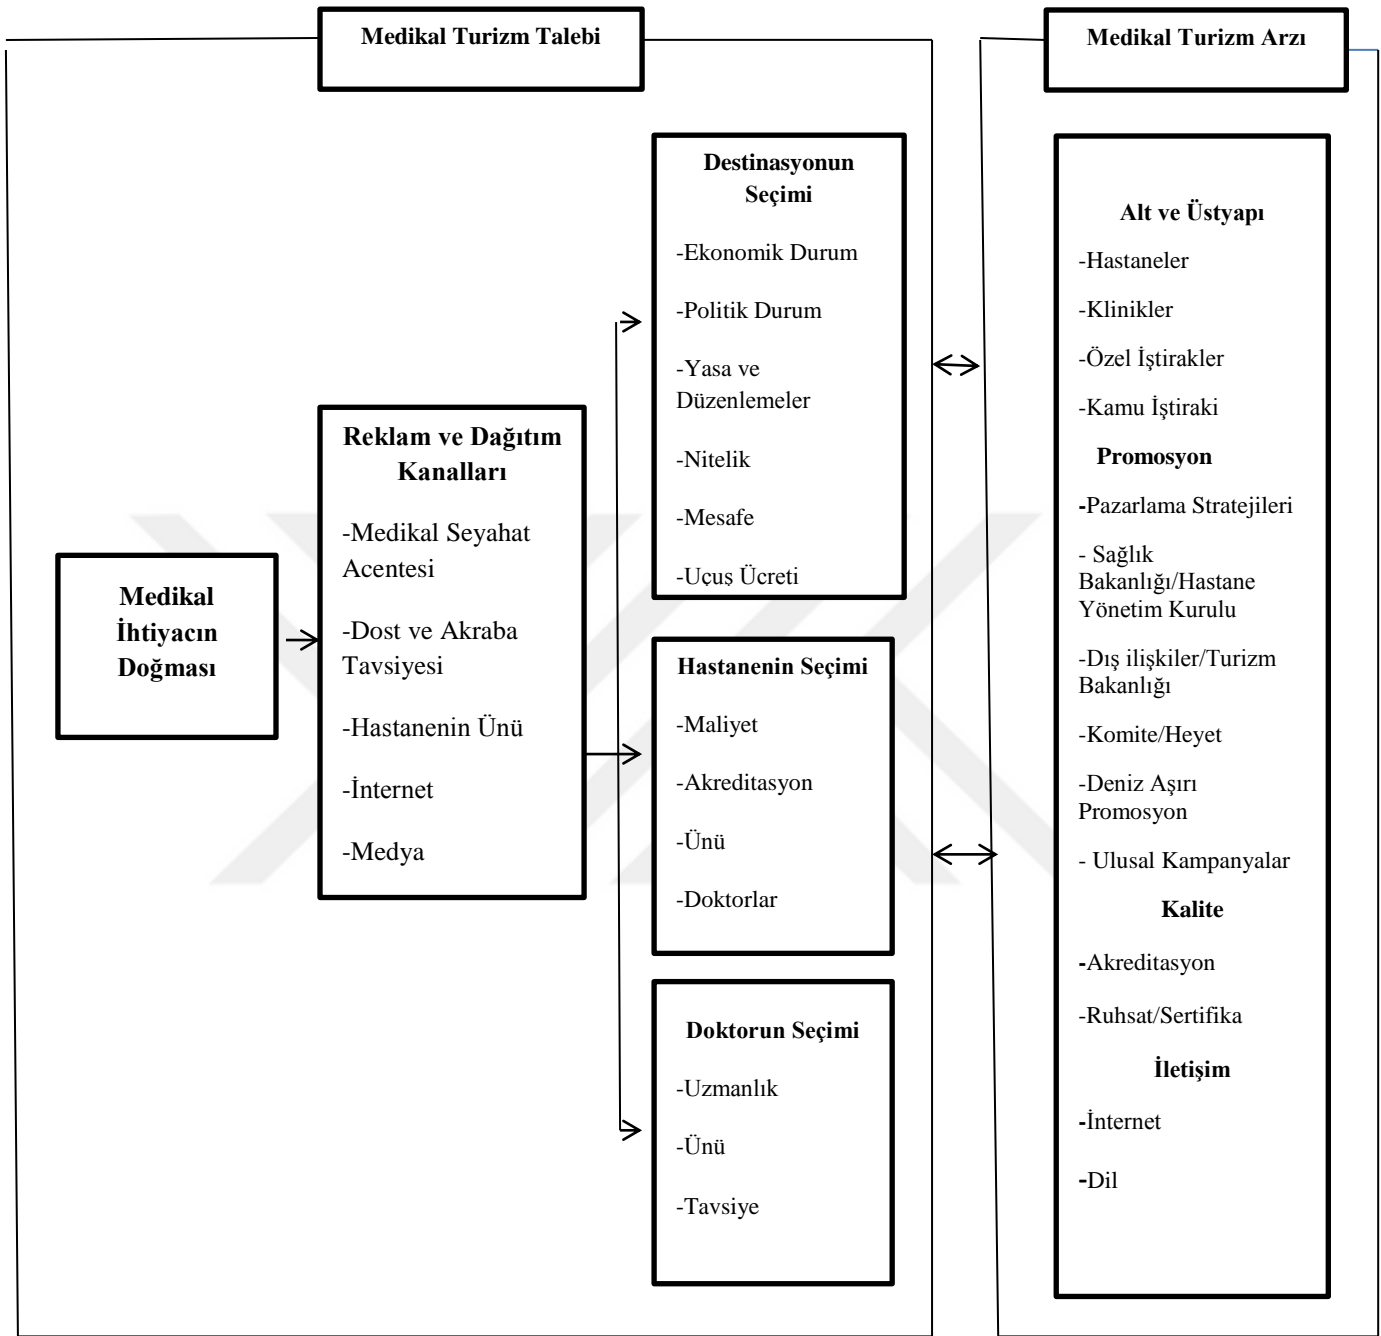 Medikal Turizm Talebi
Medikal Turizm Arzı
Medikal
İhtiyacın
Doğması
Reklam ve Dağıtım
Kanalları
-Medikal Seyahat
Acentesi
-Dost ve Akraba
Tavsiyesi
-Hastanenin Ünü
-İnternet
-Medya
Destinasyonun
Seçimi
-Ekonomik Durum
-Politik Durum
-Yasa ve
Düzenlemeler
-Nitelik
-Mesafe
-Uçuş Ücreti
Hastanenin Seçimi
-Maliyet
-Akreditasyon
-Ünü
-Doktorlar
Doktorun Seçimi
-Uzmanlık
-Ünü
-Tavsiye
Alt ve Üstyapı
-Hastaneler
-Klinikler
-Özel İştirakler
-Kamu İştiraki
Promosyon
-Pazarlama Stratejileri
- Sağlık
Bakanlığı/Hastane
Yönetim Kurulu
-Dış ilişkiler/Turizm
Bakanlığı
-Komite/Heyet
-Deniz Aşırı
Promosyon
- Ulusal Kampanyalar
Kalite
-Akreditasyon
-Ruhsat/Sertifika
İletişim
-İnternet
-Dil